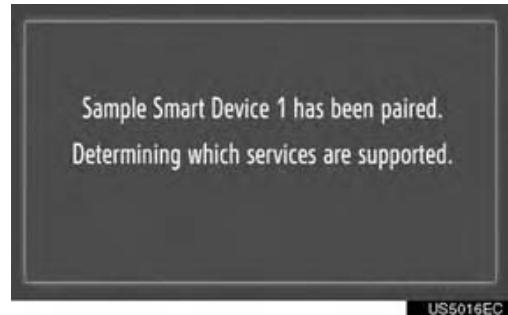 Sample Smart Device 1 has been paired.
Determining which services are supported.
US5016EC